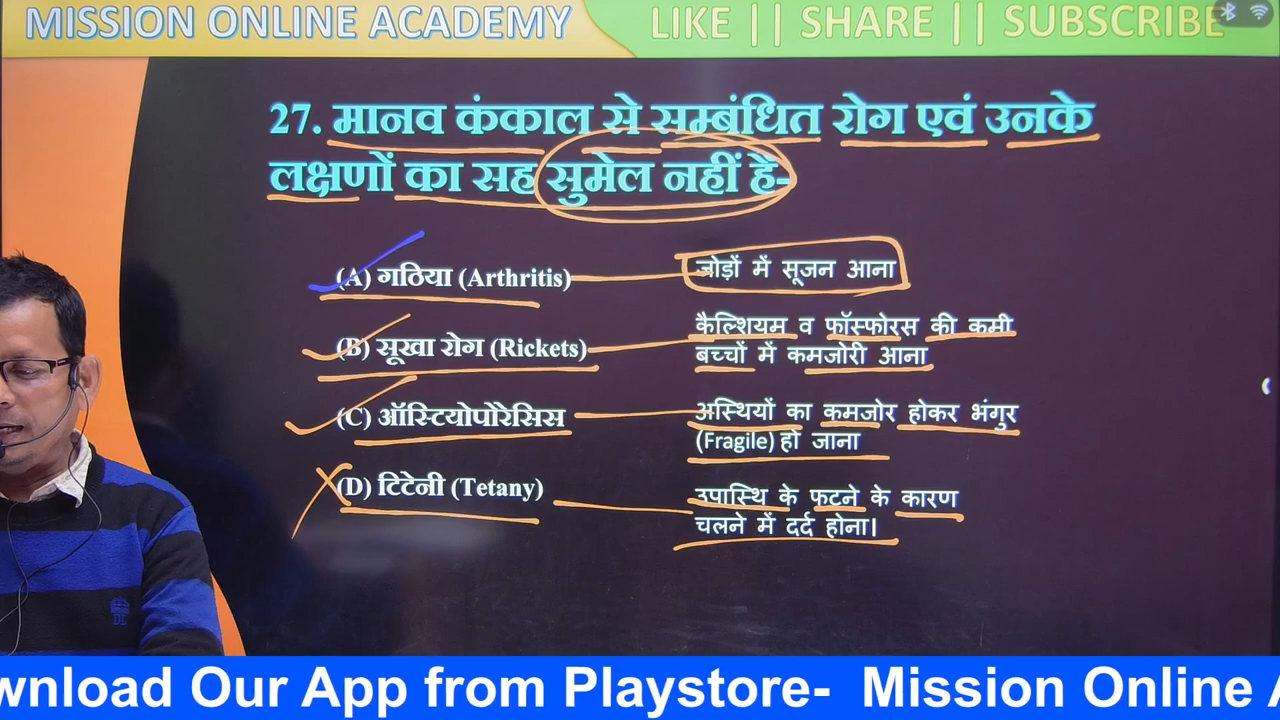 MISSION ONLINE ACADEMY
LIKE || SHARE || SUBSCRIBE
27. मानव कंकाल से सम्बंधित रोग एवं उनके
लक्षणों का सह सुमेल नहीं है-
(A) गठिया (Arthritis)
जोड़ों में सूजन आना
(B) सूखा रोग (Rickets)
कैल्शियम व फॉस्फोरस की कमी
बच्चों में कमजोरी आना
(C) ऑस्टियोपोरैसिस
अस्थियों का कमजोर होकर भंगुर
(Fragile) हो जाना
(D) टिटेनी (Tetany)
उपास्थि के फटने के कारण
चलने में दर्द होना।
wnload Our App from Playstore- Mission Online A